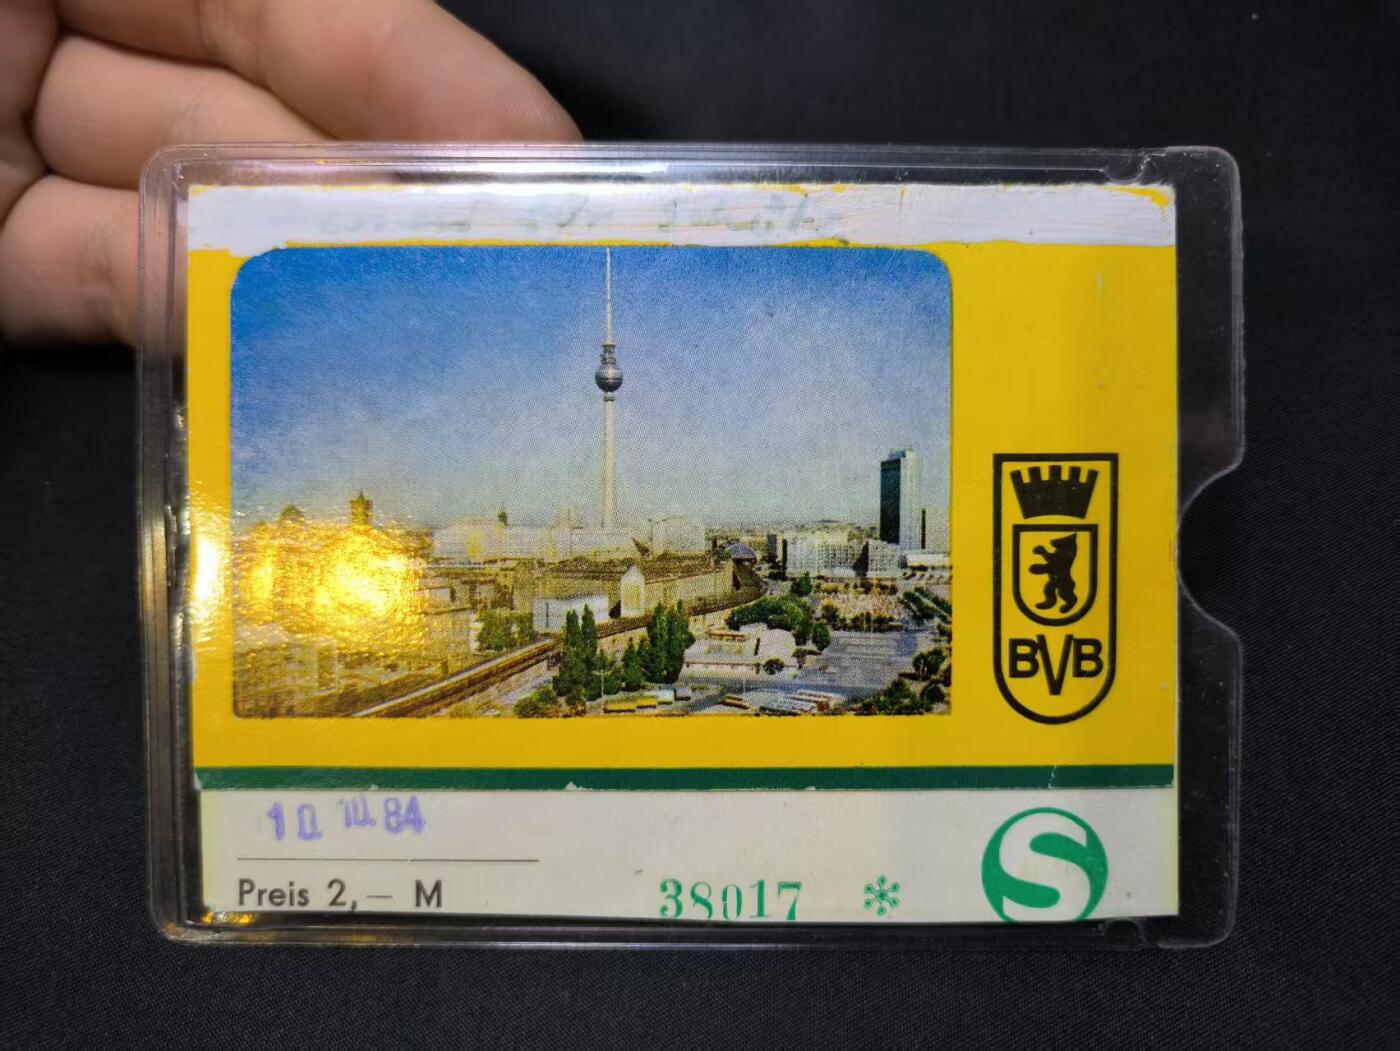 BVB
10. 10. 84
Preis 2,— M
38017 *
S